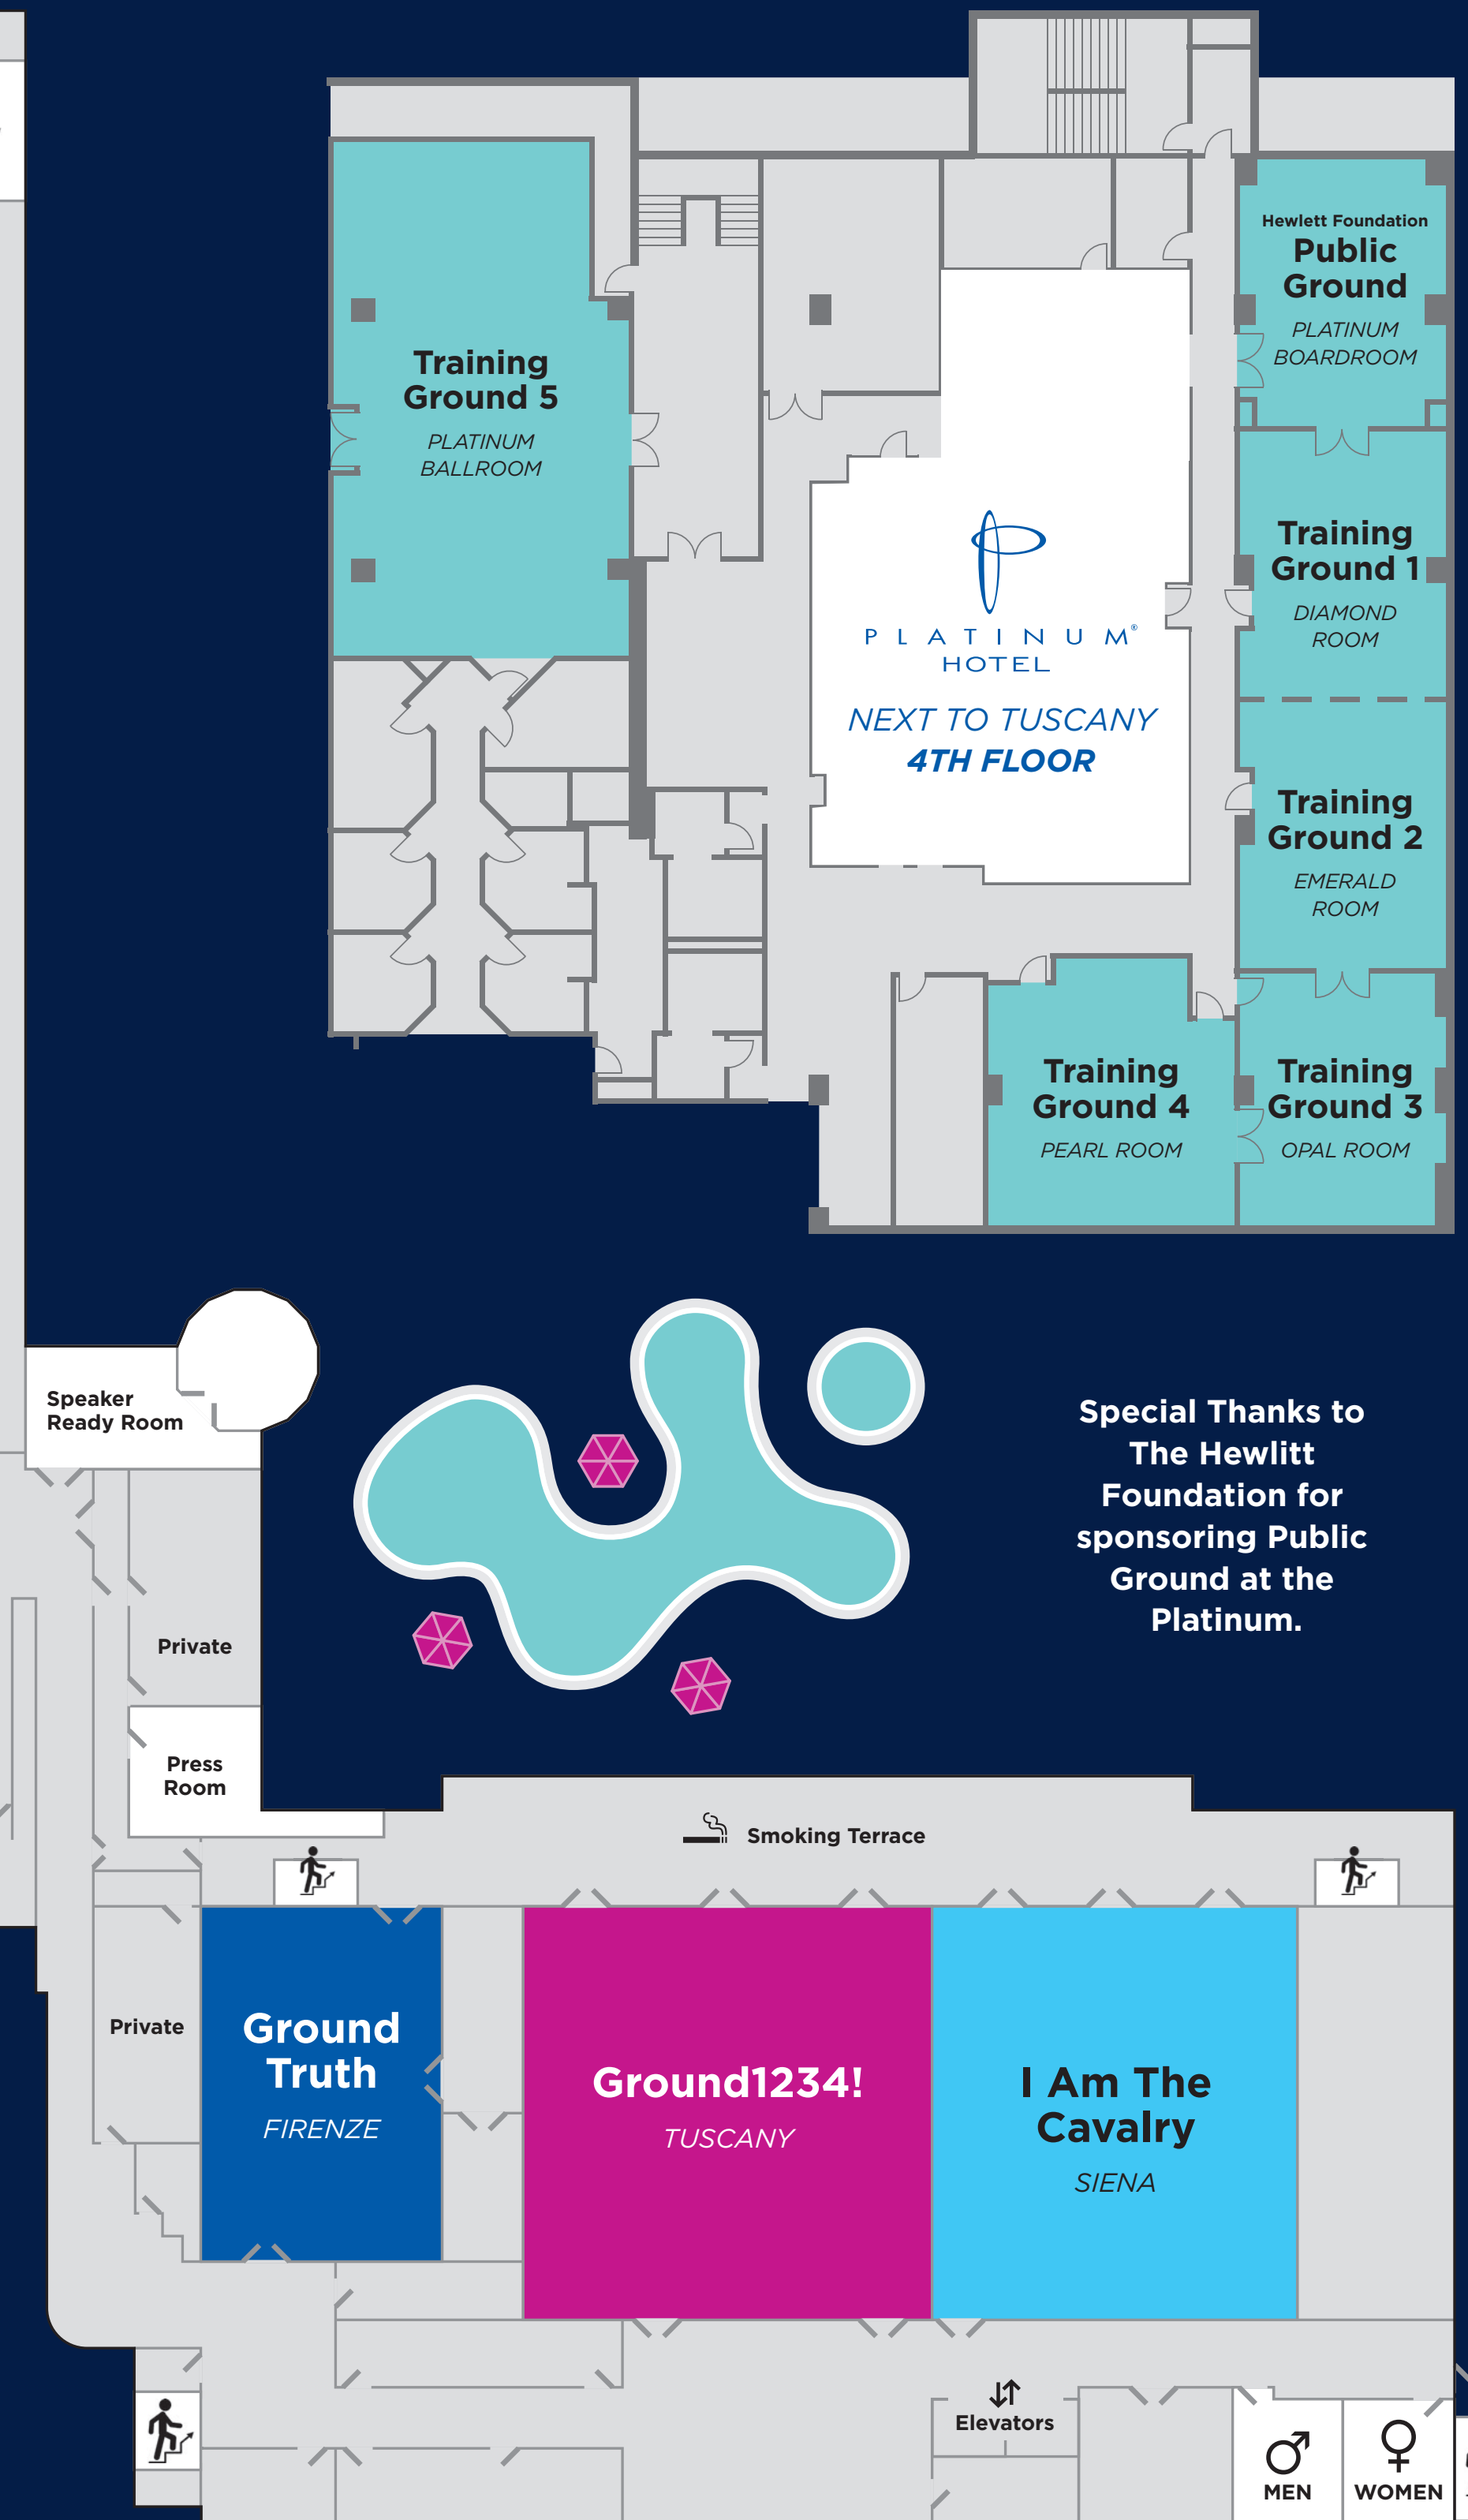 Hewlett Foundation
Public
Ground
PLATINUM
BOARDROOM
Training
Ground 5
PLATINUM
BALLROOM
Training
Ground 1
DIAMOND
ROOM
PLATINUM®
HOTEL
NEXT TO TUSCANY
4TH FLOOR
Training
Ground 2
EMERALD
ROOM
Training
Ground 4
PEARL ROOM
Training
Ground 3
OPAL ROOM
Speaker
Ready Room
Special Thanks to
The Hewlitt
Foundation for
sponsoring Public
Ground at the
Platinum.
Private
Press
Room
Smoking Terrace
Private
Ground
Truth
FIRENZE
Ground1234!
TUSCANY
I Am The
Cavalry
SIENA
Elevators
MEN
WOMEN